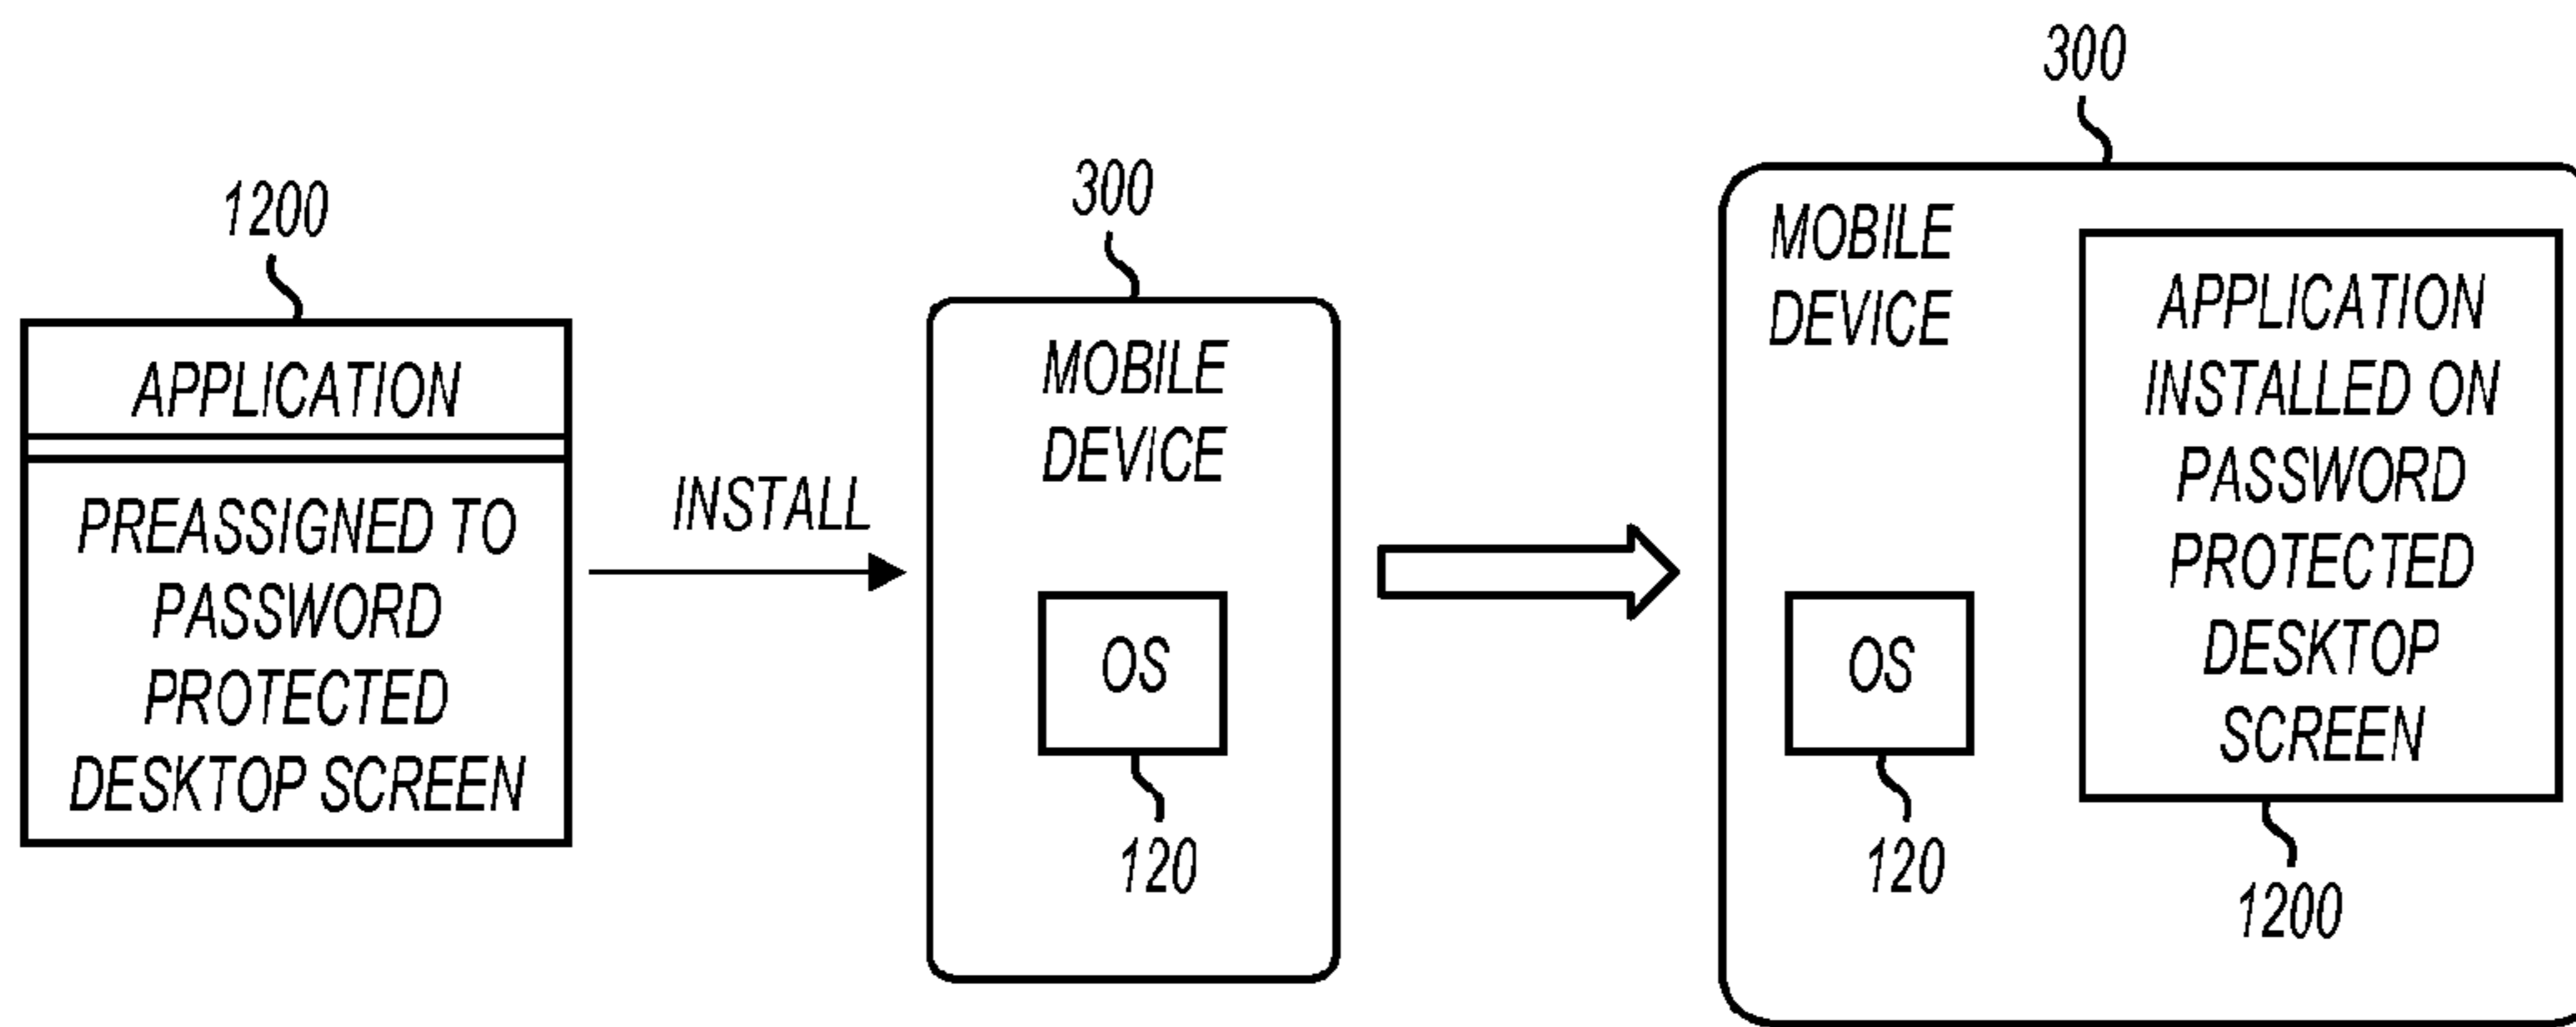 1200
APPLICATION
PREASSIGNED TO
PASSWORD
PROTECTED
DESKTOP SCREEN
INSTALL
300
MOBILE
DEVICE
OS
120
300
MOBILE
DEVICE
OS
120
APPLICATION
INSTALLED ON
PASSWORD
PROTECTED
DESKTOP
SCREEN
1200